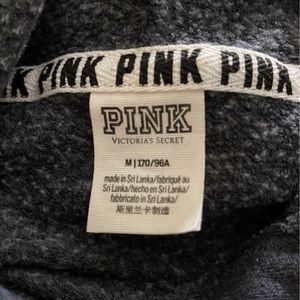 K PINK PINK PINK
PINK
VICTORIA'S SECRET
M | 170/96A
made in Sri Lanka/fabriqué au
Sri Lanka/hecho en Sri Lanka/
fabbricato in Sri Lanka/
斯里兰卡制造